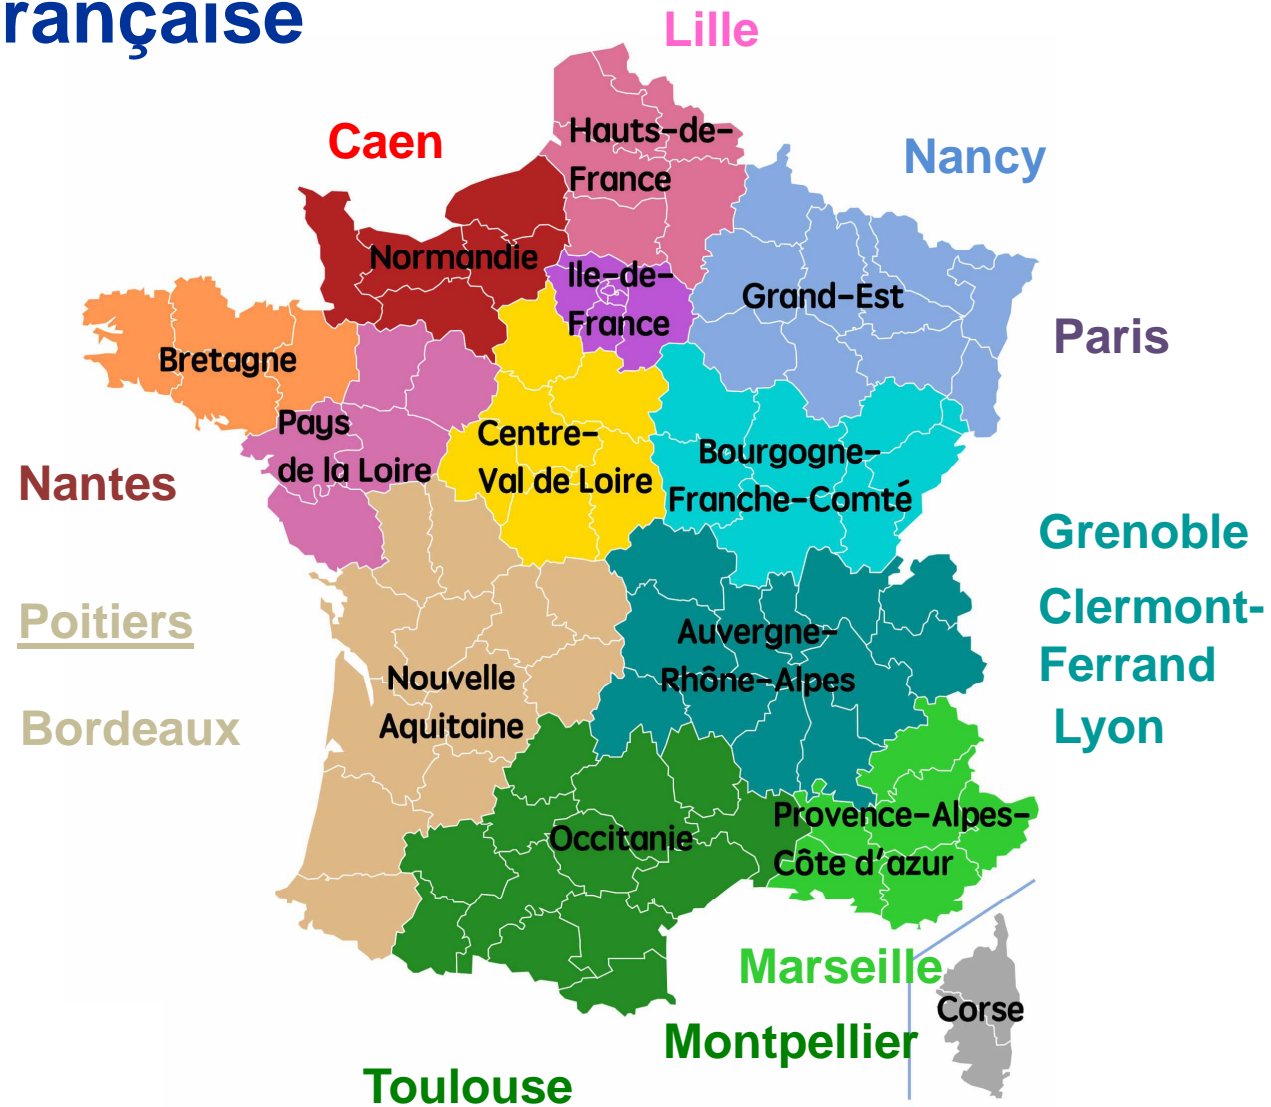 rançaise
Lille
Caen
Nancy
Hauts-de-
France
Normandie
Ile-de-
France
Grand-Est
Paris
Bretagne
Pays
de la Loire
Centre-
Val de Loire
Bourgogne-
Franche-Comté
Nantes
Grenoble
Clermont-
Ferrand
Lyon
Poitiers
Bordeaux
Auvergne-
Rhône-Alpes
Nouvelle
Aquitaine
Occitanie
Provence-Alpes-
Côte d'azur
Marseille
Corse
Montpellier
Toulouse